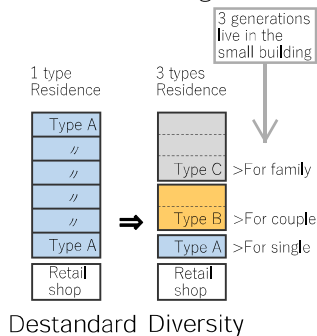 3 generations
live in the
small building
1 type
Residence
3 types
Residence
Type A
〃
〃
〃
〃
Type A
Retail
shop
⇒
Type C >For family
Type B >For couple
Type A >For single
Retail
shop
Destandard Diversity